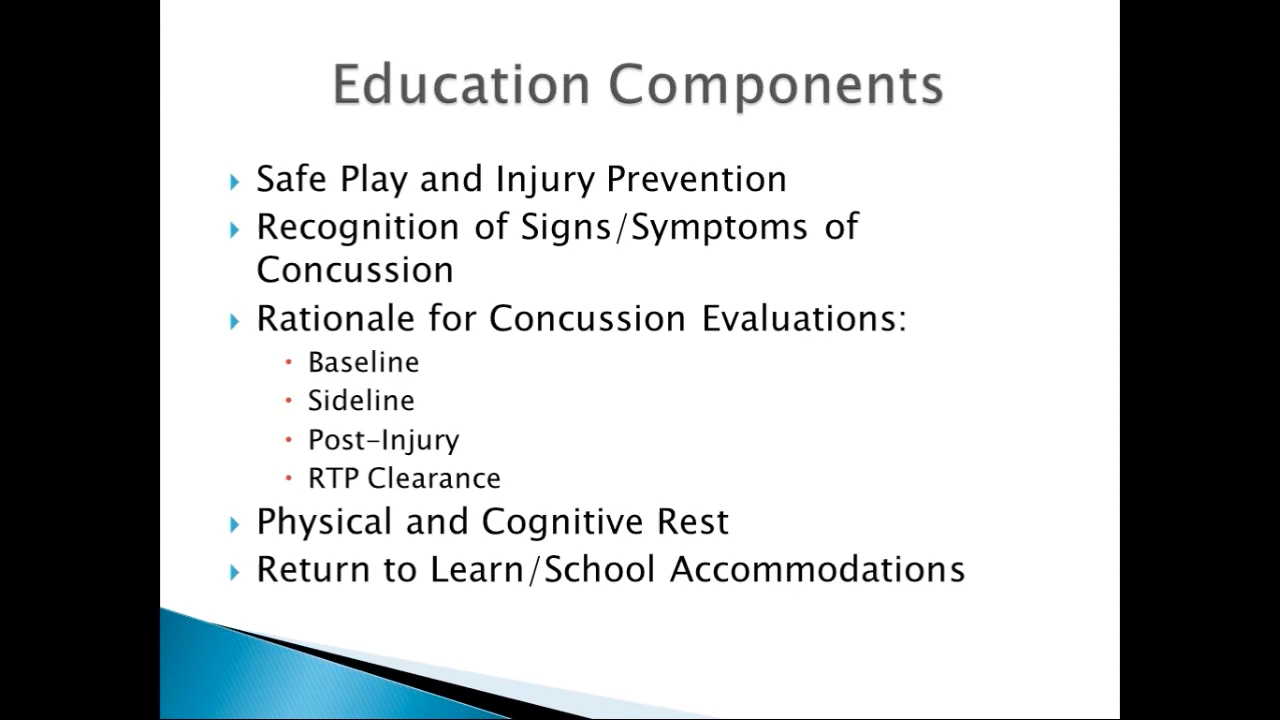 Education Components
Safe Play and Injury Prevention
Recognition of Signs/Symptoms of
Concussion
Rationale for Concussion Evaluations:
Baseline
Sideline
Post-Injury
RTP Clearance
Physical and Cognitive Rest
Return to Learn/School Accommodations